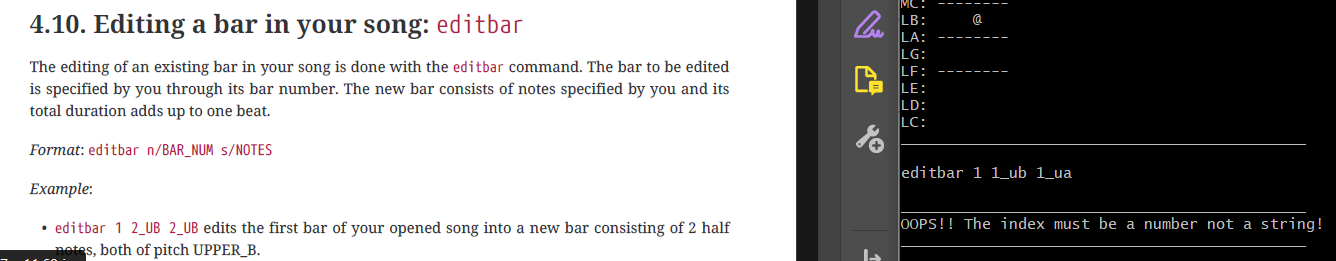 4.10. Editing a bar in your song: editbar
The editing of an existing bar in your song is done with the editbar command. The bar to be edited
is specified by you through its bar number. The new bar consists of notes specified by you and its
total duration adds up to one beat.
Format: editbar n/BAR_NUM s/NOTES
Example:
• editbar 1 2_UB 2_UB edits the first bar of your opened song into a new bar consisting of 2 half
notes, both of pitch UPPER_B.
MC: --------
LB: @
LA: --------
LG:
LF: --------
LE:
LD:
LC:
editbar 1 1_ub 1_ua
OOPS!! The index must be a number not a string!